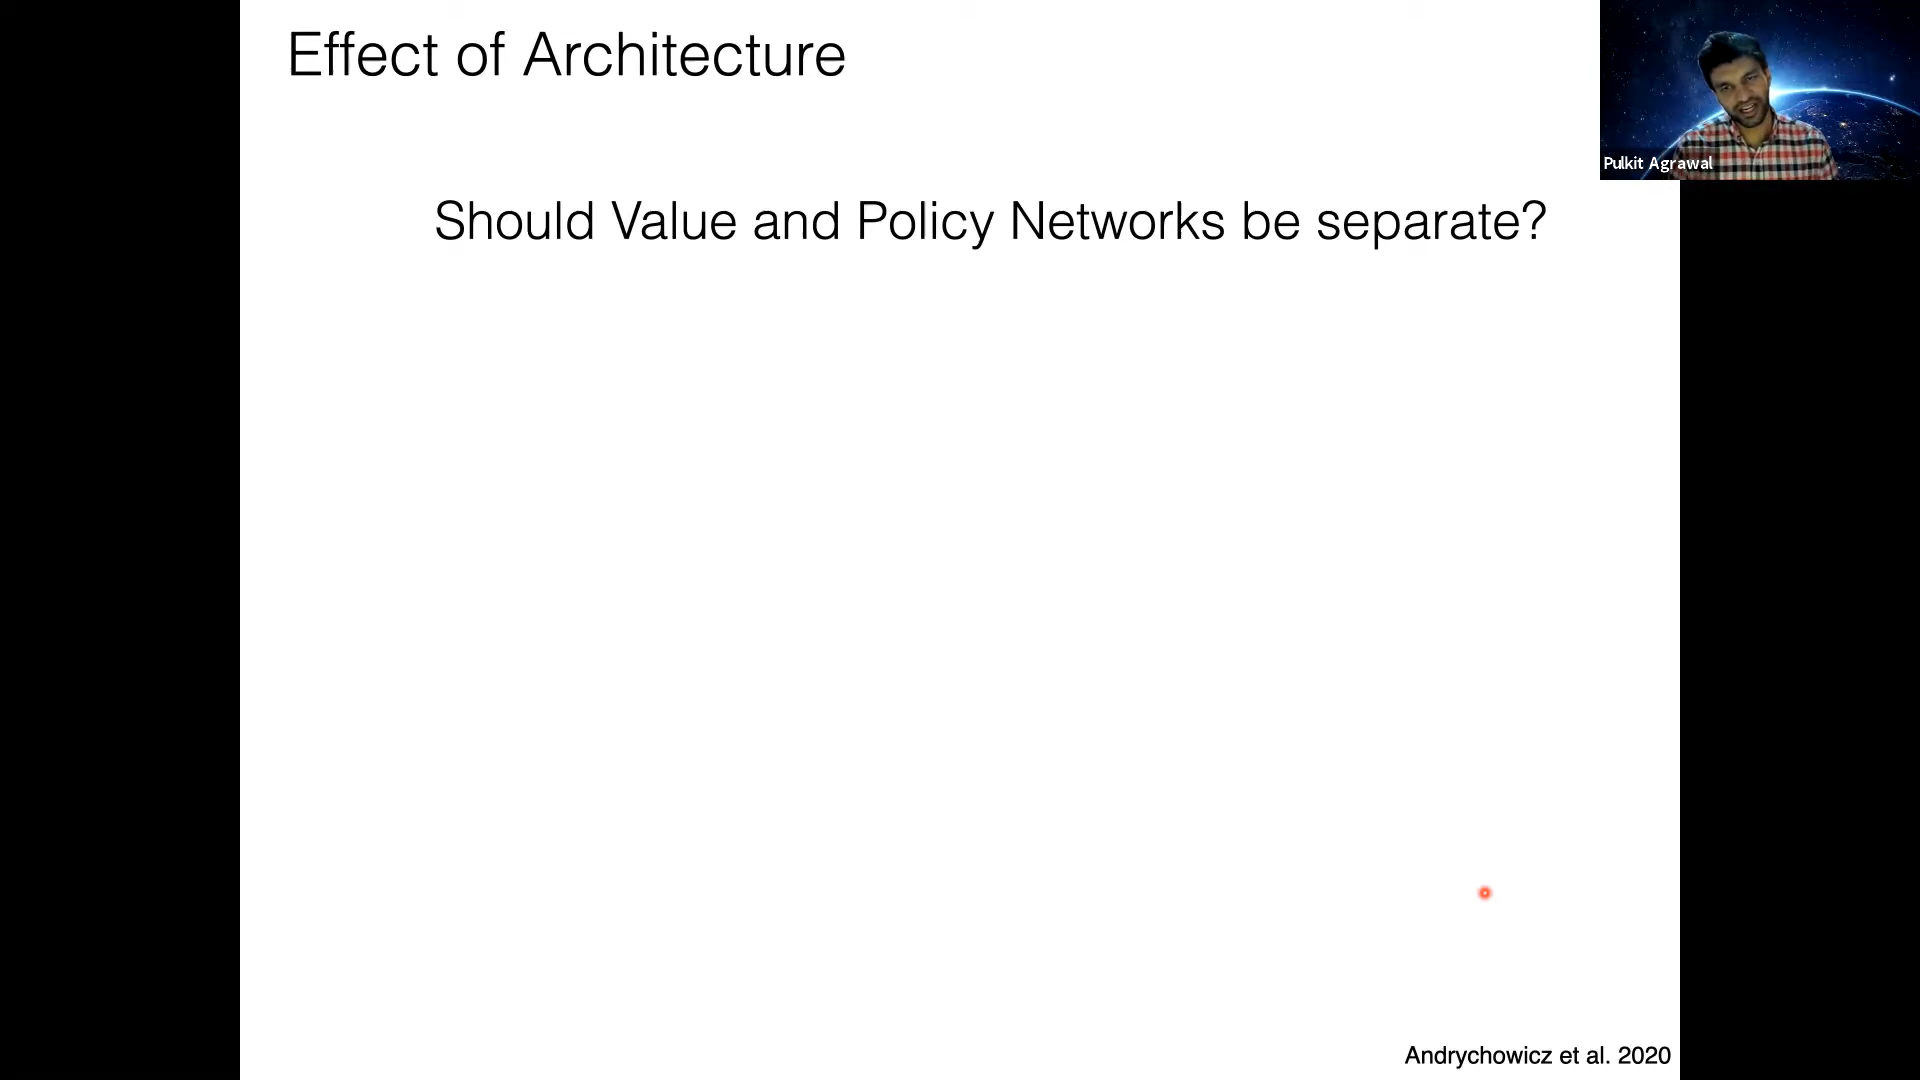 Effect of Architecture
Pulkit Agrawal
Should Value and Policy Networks be separate?
Andrychowicz et al. 2020